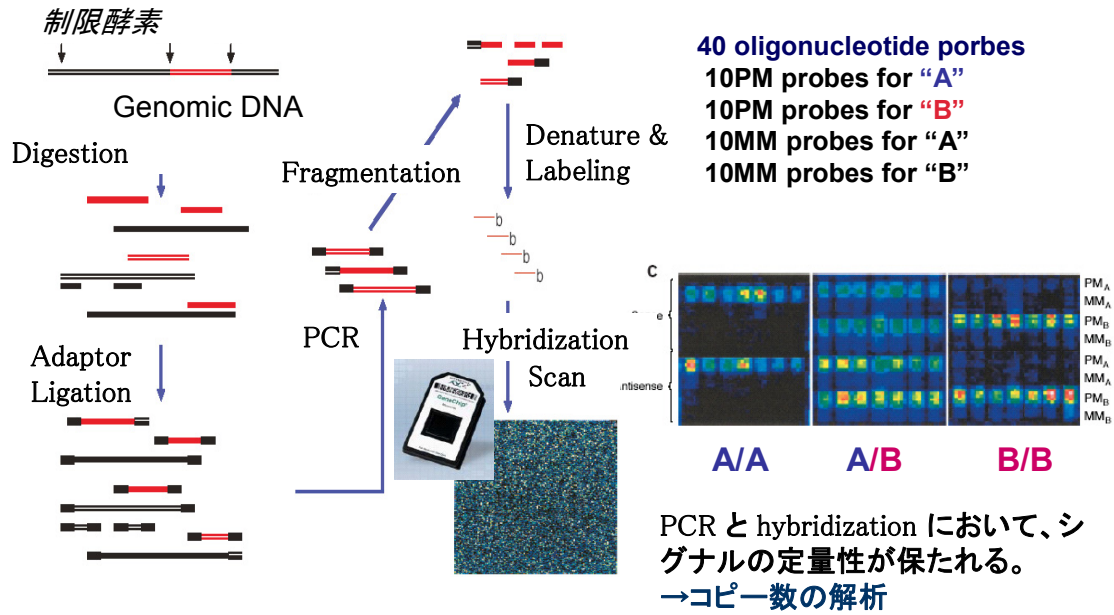 制限酵素
Genomic DNA
Digestion
Adaptor
Ligation
PCR
Fragmentation
Denature &
Labeling
b
b
b
b
Hybridization
Scan
GeneChip
40 oligonucleotide porbes
10PM probes for “A”
10PM probes for “B”
10MM probes for “A”
10MM probes for “B”
C
PMA
MMA
PMB
MMB
PMA
MMA
PMB
MMB
ntisense
A/A
A/B
B/B
PCR と hybridization において、シ
グナルの定量性が保たれる。
→コピー数の解析